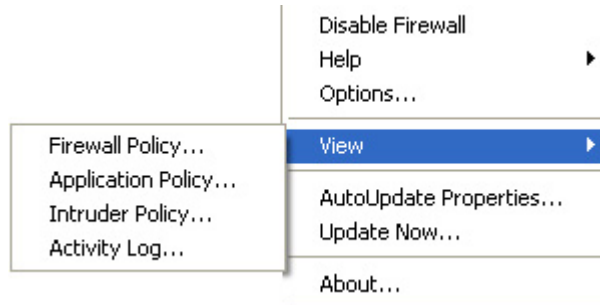 Disable Firewall
Help
Options...
View
Firewall Policy...
Application Policy...
Intruder Policy...
Activity Log...
AutoUpdate Properties...
Update Now...
About...